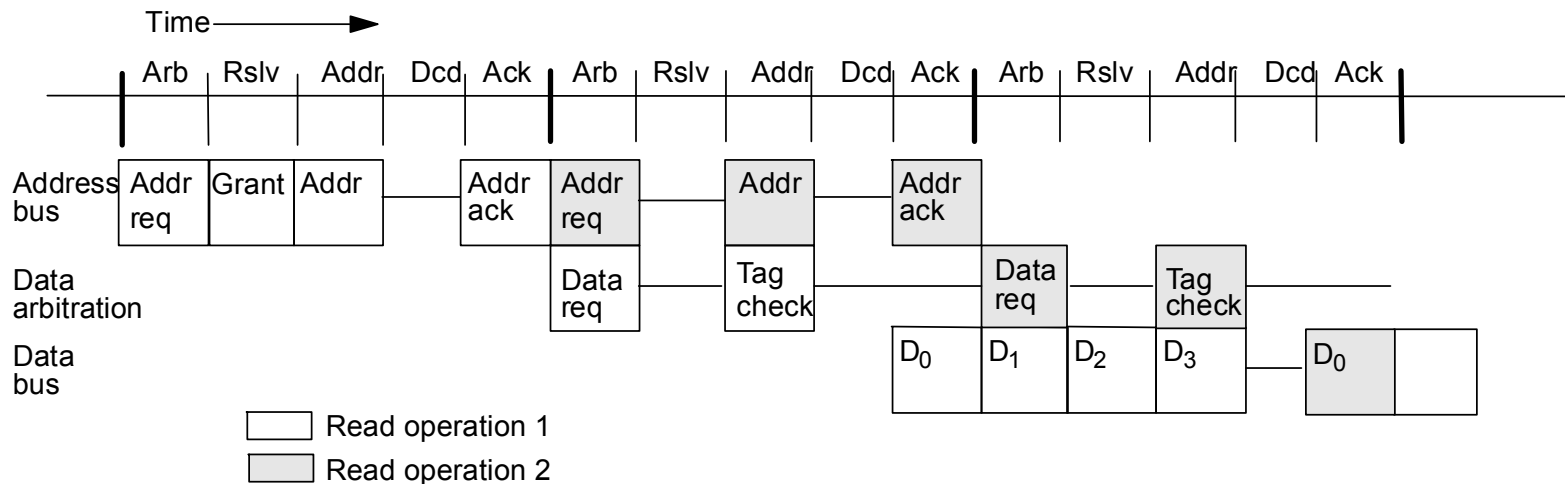 Time
Arb Rslv Addr Dcd Ack Arb Rslv Addr Dcd Ack Arb Rslv Addr Dcd Ack
Address
bus
Addr
req
Grant
Addr
Addr
ack
Addr
req
Addr
Addr
ack
Data
arbitration
Data
req
Tag
check
Data
req
Tag
check
Data
bus
D0
D1
D2
D3
D0
Read operation 1
Read operation 2